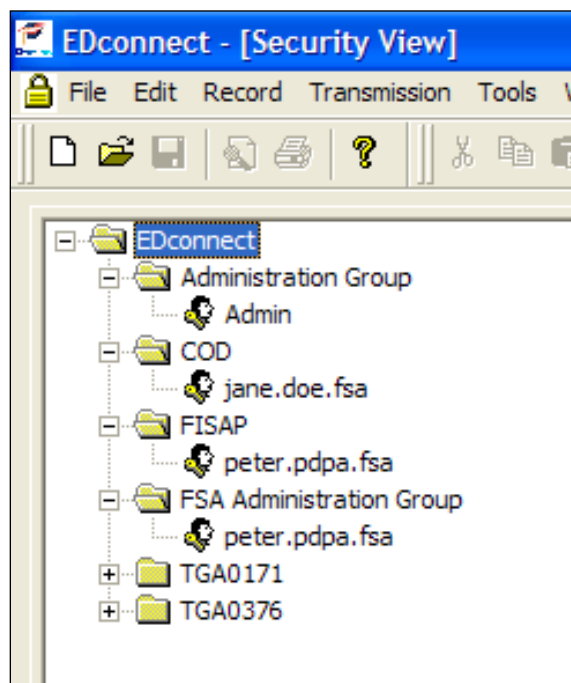 EDconnect - [Security View]
File Edit Record Transmission Tools
EDconnect
Administration Group
Admin
COD
jane.doe.fsa
FISAP
peter.pdpa.fsa
FSA Administration Group
peter.pdpa.fsa
TGA0171
TGA0376